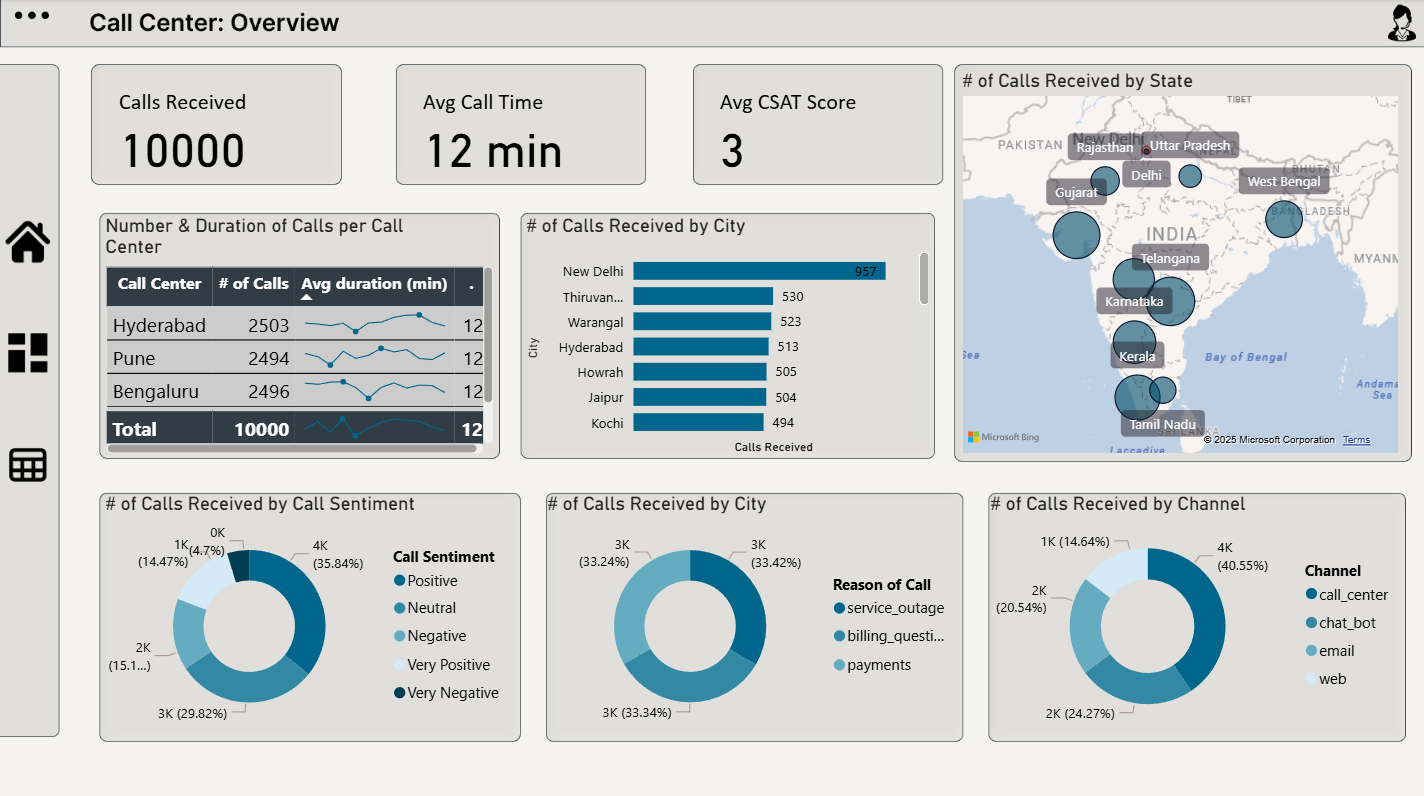 Call Center: Overview
Calls Received
10000
Avg Call Time
12 min
Avg CSAT Score
3
# of Calls Received by State
TIBET
PAKISTAN
New Delhi
NEPAL
BHUTAN
BANGLADESH
INDIA
MYANM
Rajasthan
Uttar Pradesh
Delhi
Gujarat
West Bengal
Telangana
Karnataka
Kerala
Tamil Nadu
SRI LANKA
Sea
Bay of Bengal
Andama
Sea
Laccadive
Microsoft Bing
© 2025 Microsoft Corporation Terms
Number & Duration of Calls per Call
Center
Call Center # of Calls Avg duration (min) .
Hyderabad 2503 12
Pune 2494 12
Bengaluru 2496 12
Total 10000 12
# of Calls Received by City
City
New Delhi 957
Thiruvan... 530
Warangal 523
Hyderabad 513
Howrah 505
Jaipur 504
Kochi 494
Calls Received
# of Calls Received by Call Sentiment
4K
(35.84%)
3K (29.82%)
2K
(15.1...)
1K
(14.47%)
0K
(4.7%)
Call Sentiment
Positive
Neutral
Negative
Very Positive
Very Negative
# of Calls Received by City
3K
(33.42%)
3K (33.34%)
3K
(33.24%)
Reason of Call
service_outage
billing_questi...
payments
# of Calls Received by Channel
4K
(40.55%)
2K (24.27%)
2K
(20.54%)
1K (14.64%)
Channel
call_center
chat_bot
email
web